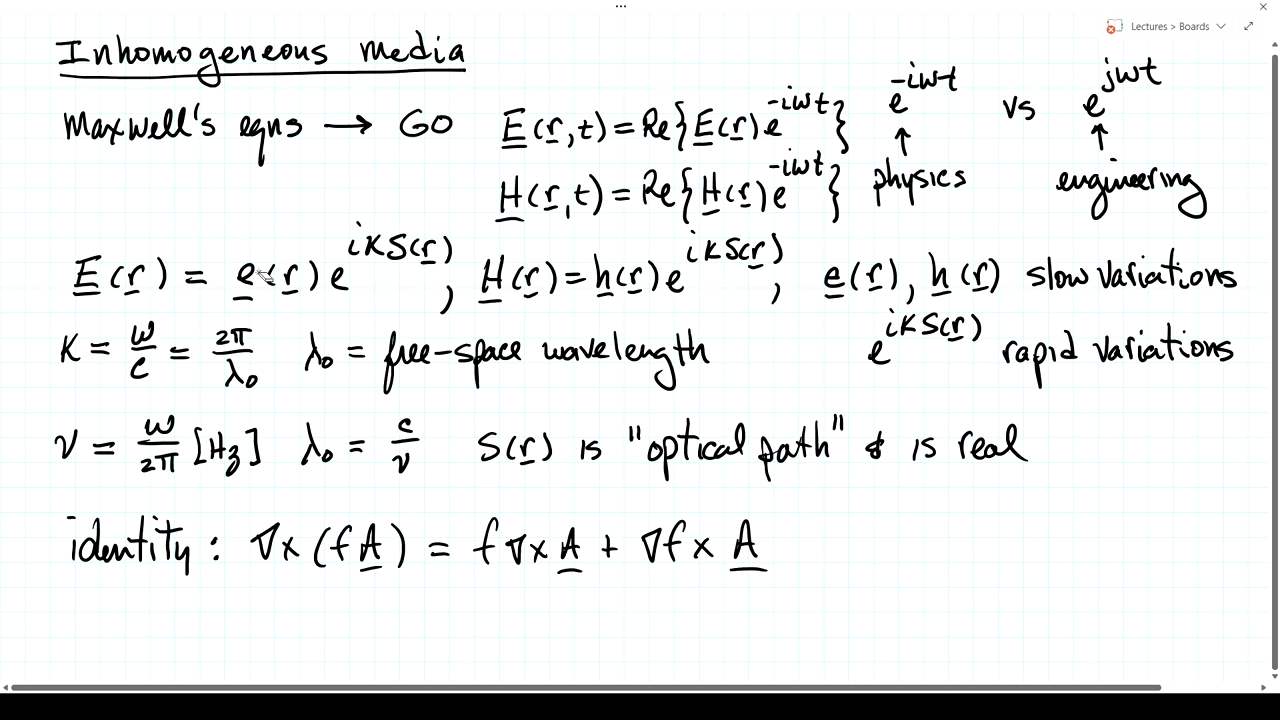 Lectures > Boards
Inhomogeneous media
Maxwell's eqns → GO E(r,t) = Re{E(r)e^{-iωt}} e^{-iωt} vs e^{jωt}
H(r,t) = Re{H(r)e^{-iωt}} physics engineering
E(r) = e(r)e^{iKS(r)}, H(r) = h(r)e^{iKS(r)}, e(r), h(r) slow variations
K = ω/c = 2π/λ₀ λ₀ = free-space wavelength e^{iKS(r)} rapid variations
ν = ω/2π [Hz] λ₀ = c/ν S(r) is "optical path" & is real
identity: ∇×(fA) = f∇×A + ∇f×A